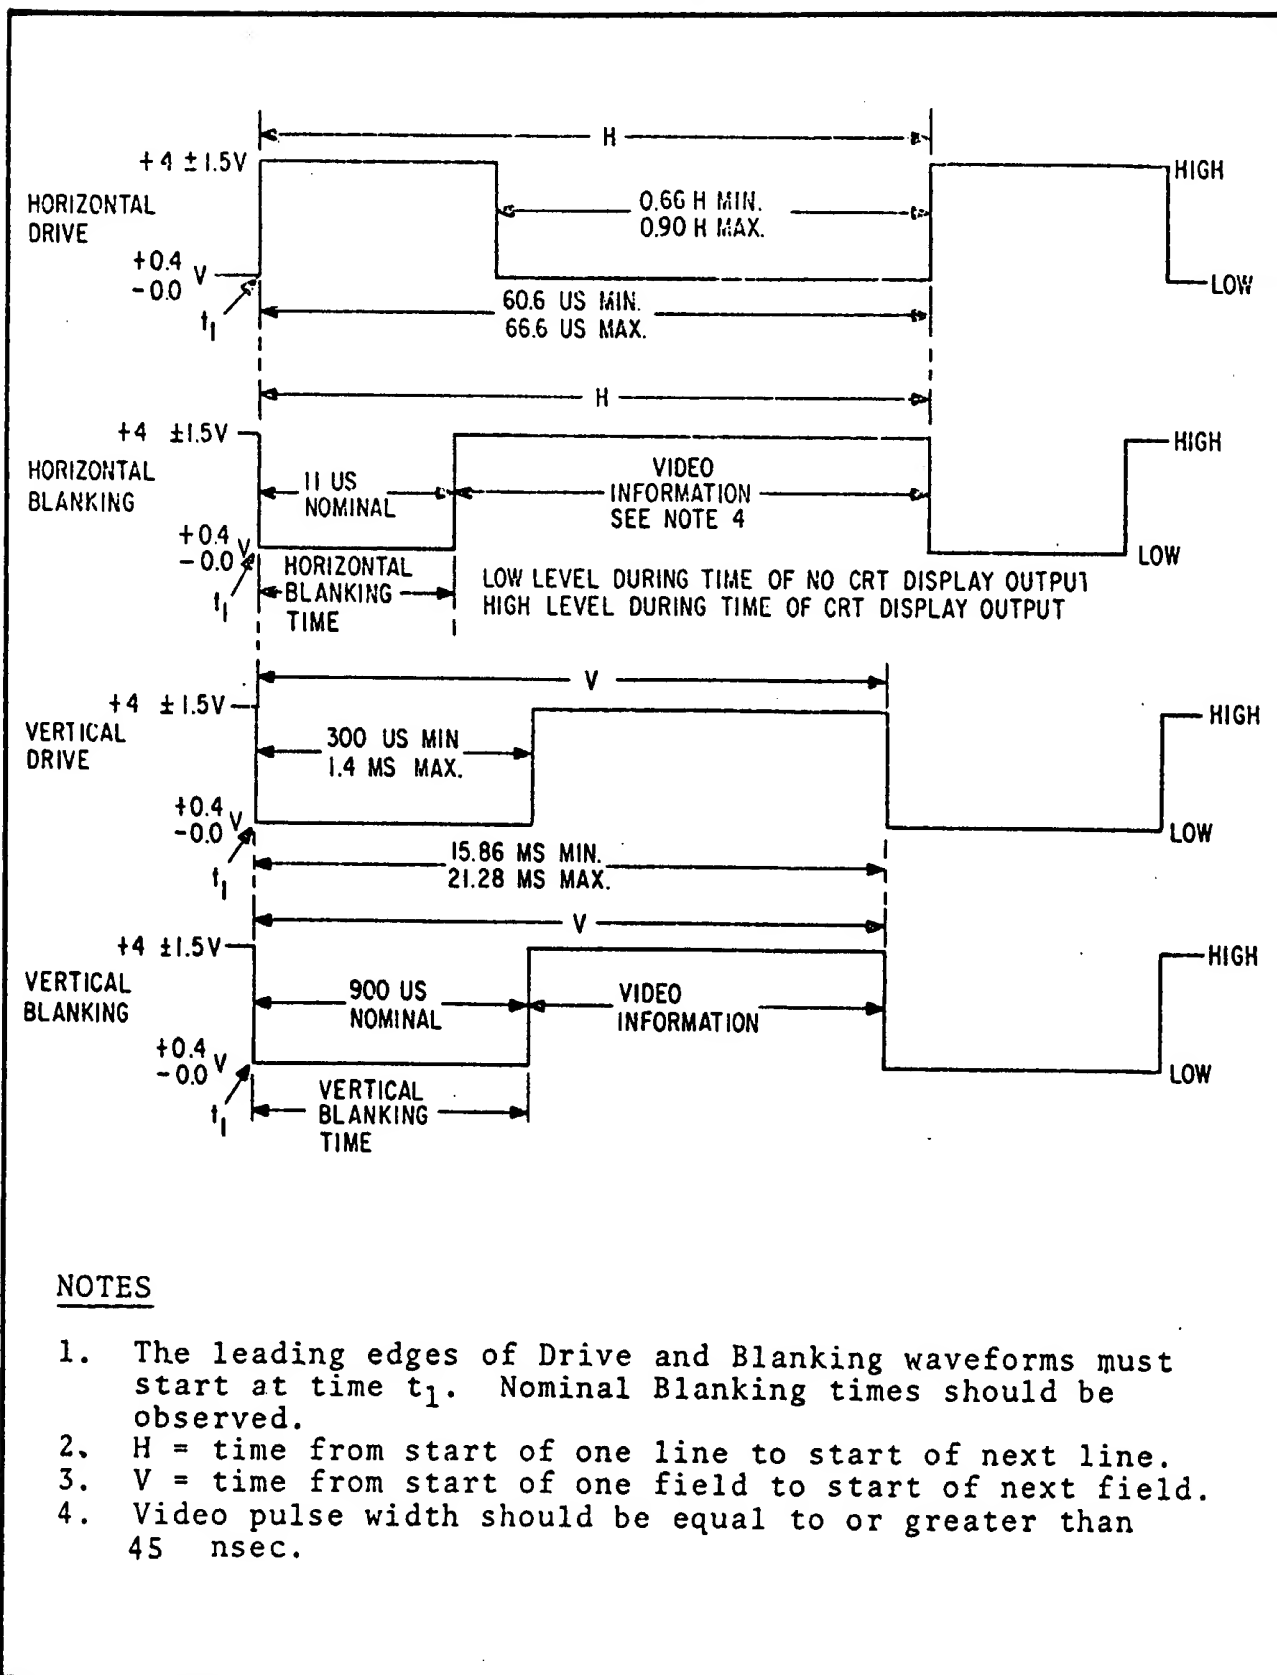 H
+4 ±1.5V
HIGH
HORIZONTAL
DRIVE
0.66 H MIN.
0.90 H MAX.
+0.4
-0.0 V
LOW
t1
60.6 US MIN.
66.6 US MAX.
H
+4 ±1.5V
HIGH
HORIZONTAL
BLANKING
11 US
NOMINAL
VIDEO
INFORMATION
SEE NOTE 4
+0.4
-0.0 V
LOW
t1
HORIZONTAL
BLANKING
TIME
LOW LEVEL DURING TIME OF NO CRT DISPLAY OUTPUT
HIGH LEVEL DURING TIME OF CRT DISPLAY OUTPUT
V
+4 ±1.5V
HIGH
VERTICAL
DRIVE
300 US MIN
1.4 MS MAX.
+0.4
-0.0 V
LOW
t1
15.86 MS MIN.
21.28 MS MAX.
V
+4 ±1.5V
HIGH
VERTICAL
BLANKING
900 US
NOMINAL
VIDEO
INFORMATION
+0.4
-0.0 V
LOW
t1
VERTICAL
BLANKING
TIME
NOTES
1. The leading edges of Drive and Blanking waveforms must
start at time t1. Nominal Blanking times should be
observed.
2. H = time from start of one line to start of next line.
3. V = time from start of one field to start of next field.
4. Video pulse width should be equal to or greater than
45 nsec.